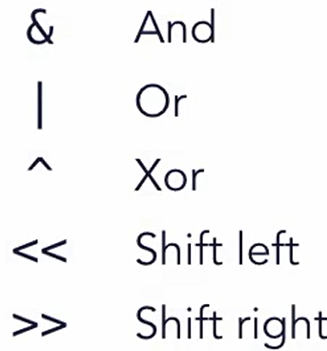 & And
| Or
^ Xor
<< Shift left
>> Shift right